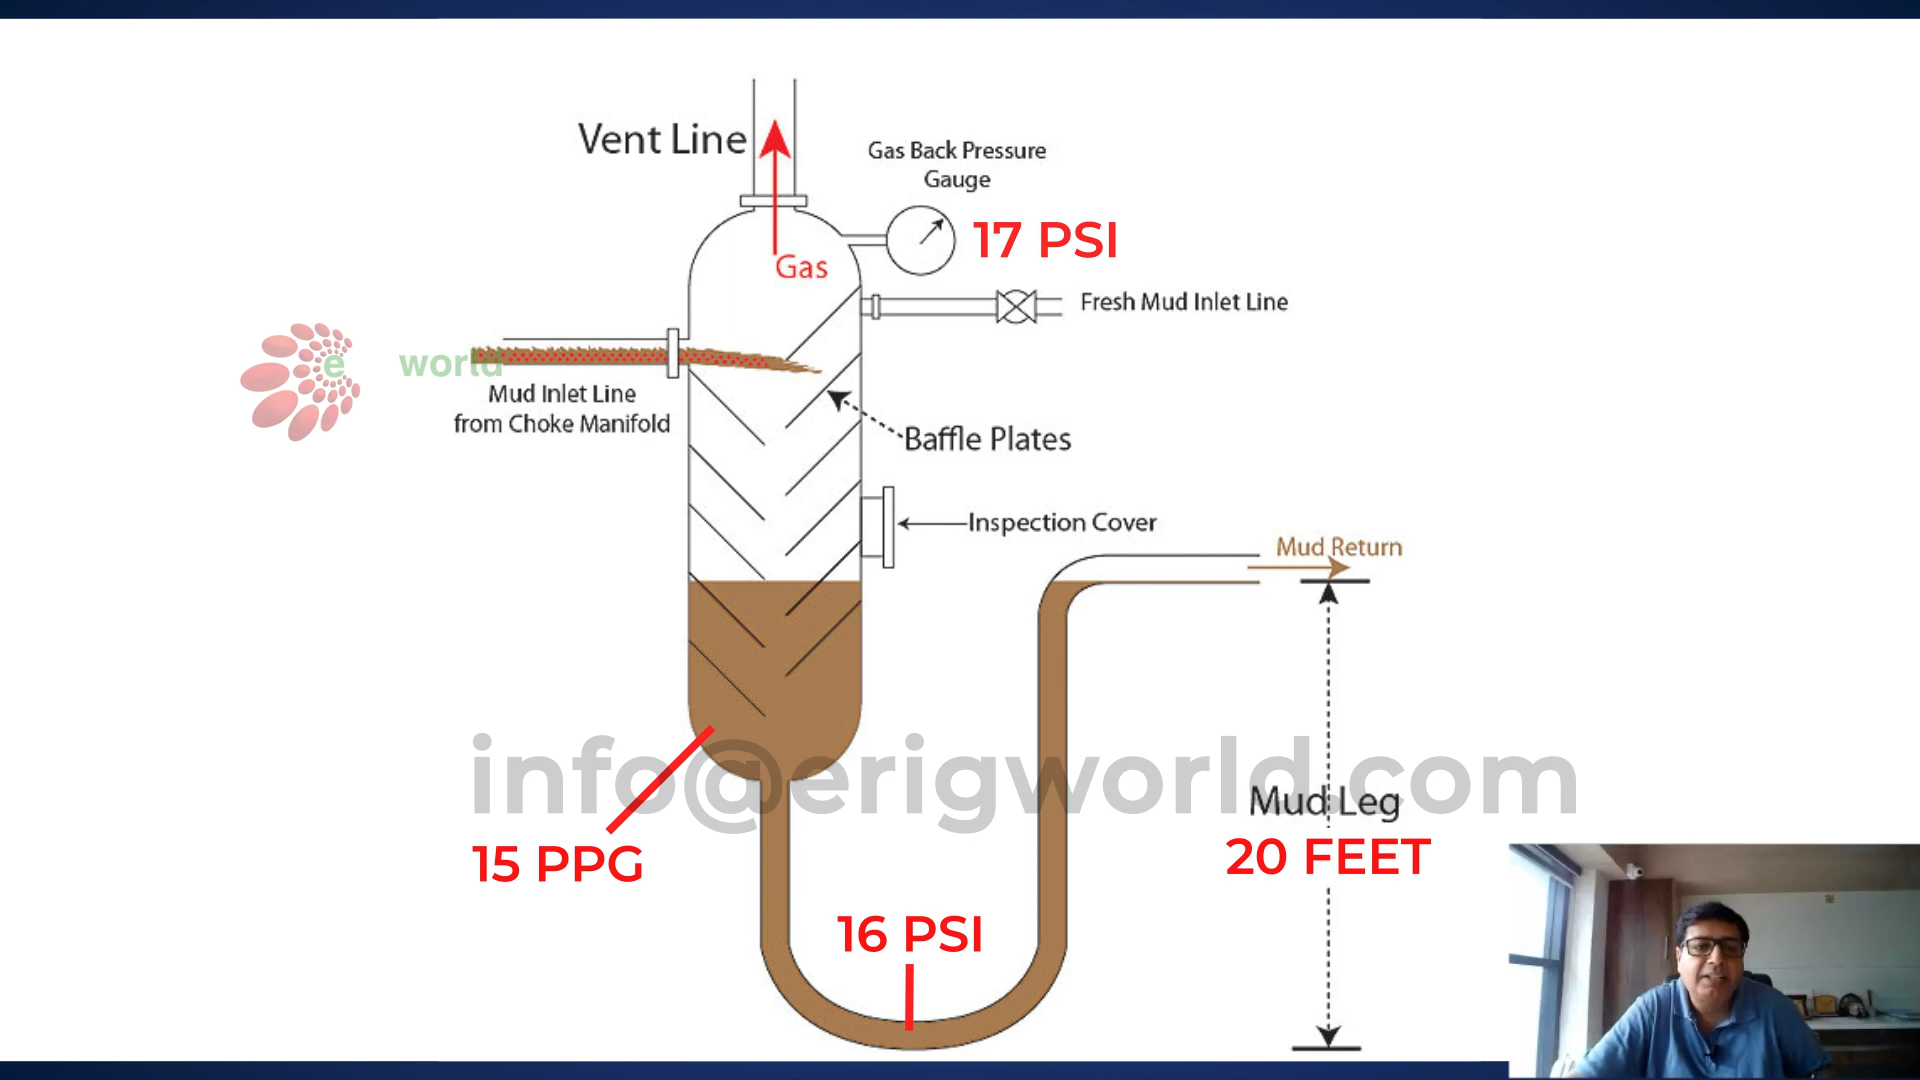 Vent Line
Gas Back Pressure
Gauge
17 PSI
Gas
Fresh Mud Inlet Line
e world
Mud Inlet Line
from Choke Manifold
Baffle Plates
Inspection Cover
Mud Return
info@erigworld.com
Mud Leg
20 FEET
15 PPG
16 PSI